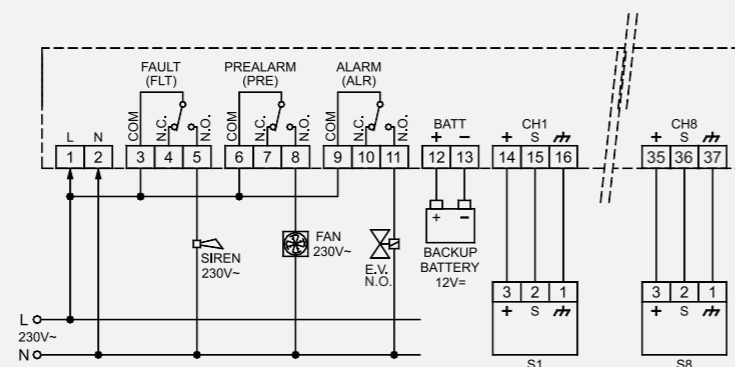 FAULT
(FLT)
PREALARM
(PRE)
ALARM
(ALR)
COM
N.C.
N.O.
COM
N.C.
N.O.
COM
N.C.
N.O.
L N
BATT
+ −
CH1
+ S
CH8
+ S
1 2
3 4 5
6 7 8
9 10 11
12 13
14 15 16
35 36 37
SIREN
230V~
FAN
230V~
E.V.
N.O.
+ −
BACKUP
BATTERY
12V=
3 2 1
+ S
S1
3 2 1
+ S
S8
L
230V~
N